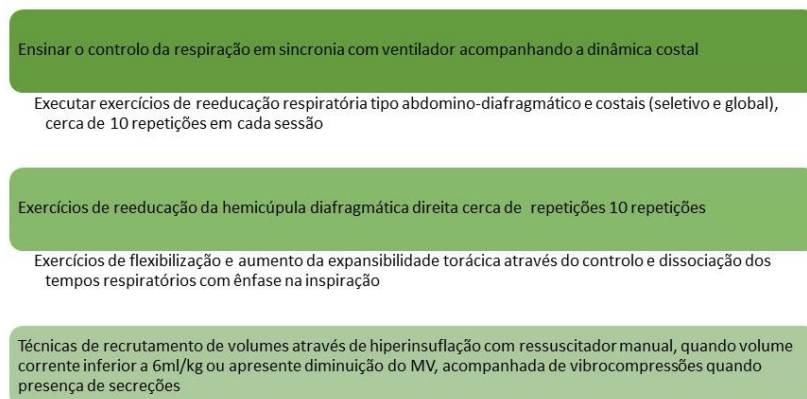 Ensinar o controlo da respiração em sincronia com ventilador acompanhando a dinâmica costal
Executar exercícios de reeducação respiratória tipo abdomino-diafragmático e costais (seletivo e global),
cerca de 10 repetições em cada sessão
Exercícios de reeducação da hemicúpula diafragmática direita cerca de repetições 10 repetições
Exercícios de flexibilização e aumento da expansibilidade torácica através do controlo e dissociação dos
tempos respiratórios com ênfase na inspiração
Técnicas de recrutamento de volumes através de hiperinsuflação com ressuscitador manual, quando volume
corrente inferior a 6ml/kg ou apresente diminuição do MV, acompanhada de vibrocompressões quando
presença de secreções